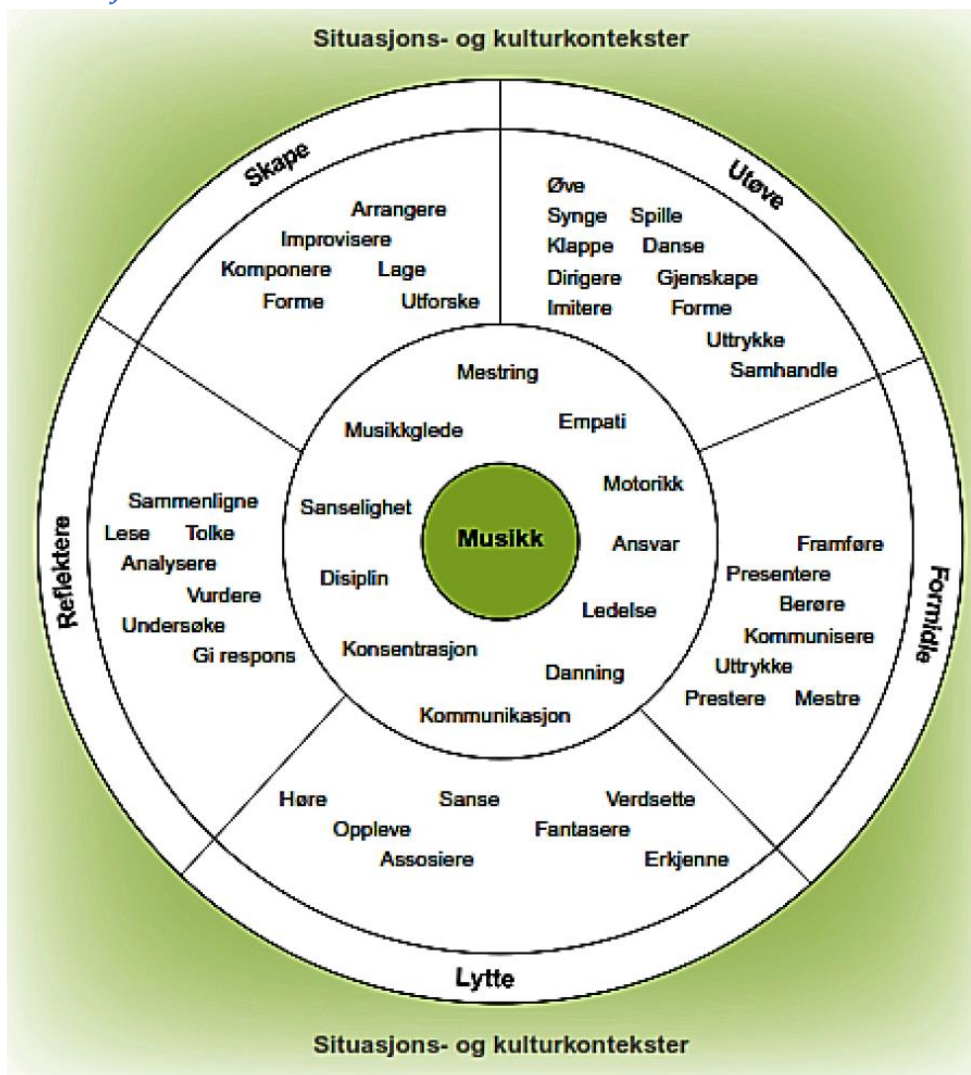 Situasjons- og kulturkontekster
Skape
Arrangere
Improvisere
Komponere Lage
Forme Utforske
Utøve
Øve
Synge Spille
Klappe Danse
Dirigere Gjenskape
Imitere Forme
Uttrykke
Samhandle
Mestring
Musikkglede
Empati
Sanselighet
Motorikk
Musikk
Ansvar
Disiplin
Ledelse
Konsentrasjon
Danning
Kommunikasjon
Reflektere
Sammenligne
Lese Tolke
Analysere
Vurdere
Undersøke
Gi respons
Formidle
Framføre
Presentere
Berøre
Kommunisere
Uttrykke
Prestere Mestre
Høre Sanse Verdsette
Oppleve Fantasere
Assosiere Erkjenne
Lytte
Situasjons- og kulturkontekster